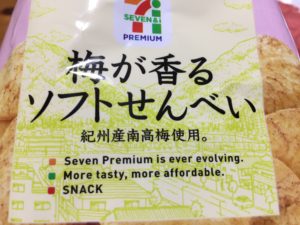 7
SEVEN & i
PREMIUM
梅が香る
ソフトせんべい
紀州産南高梅使用。
Seven Premium is ever evolving.
More tasty, more affordable.
SNACK